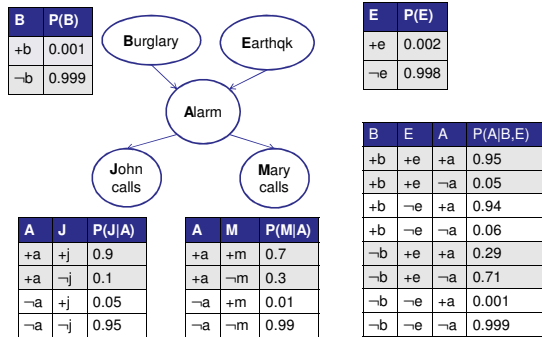 B P(B)
+b 0.001
¬b 0.999
Burglary
Earthqk
E P(E)
+e 0.002
¬e 0.998
Alarm
John
calls
Mary
calls
B E A P(A|B,E)
+b +e +a 0.95
+b +e ¬a 0.05
+b ¬e +a 0.94
+b ¬e ¬a 0.06
¬b +e +a 0.29
¬b +e ¬a 0.71
¬b ¬e +a 0.001
¬b ¬e ¬a 0.999
A J P(J|A)
+a +j 0.9
+a ¬j 0.1
¬a +j 0.05
¬a ¬j 0.95
A M P(M|A)
+a +m 0.7
+a ¬m 0.3
¬a +m 0.01
¬a ¬m 0.99